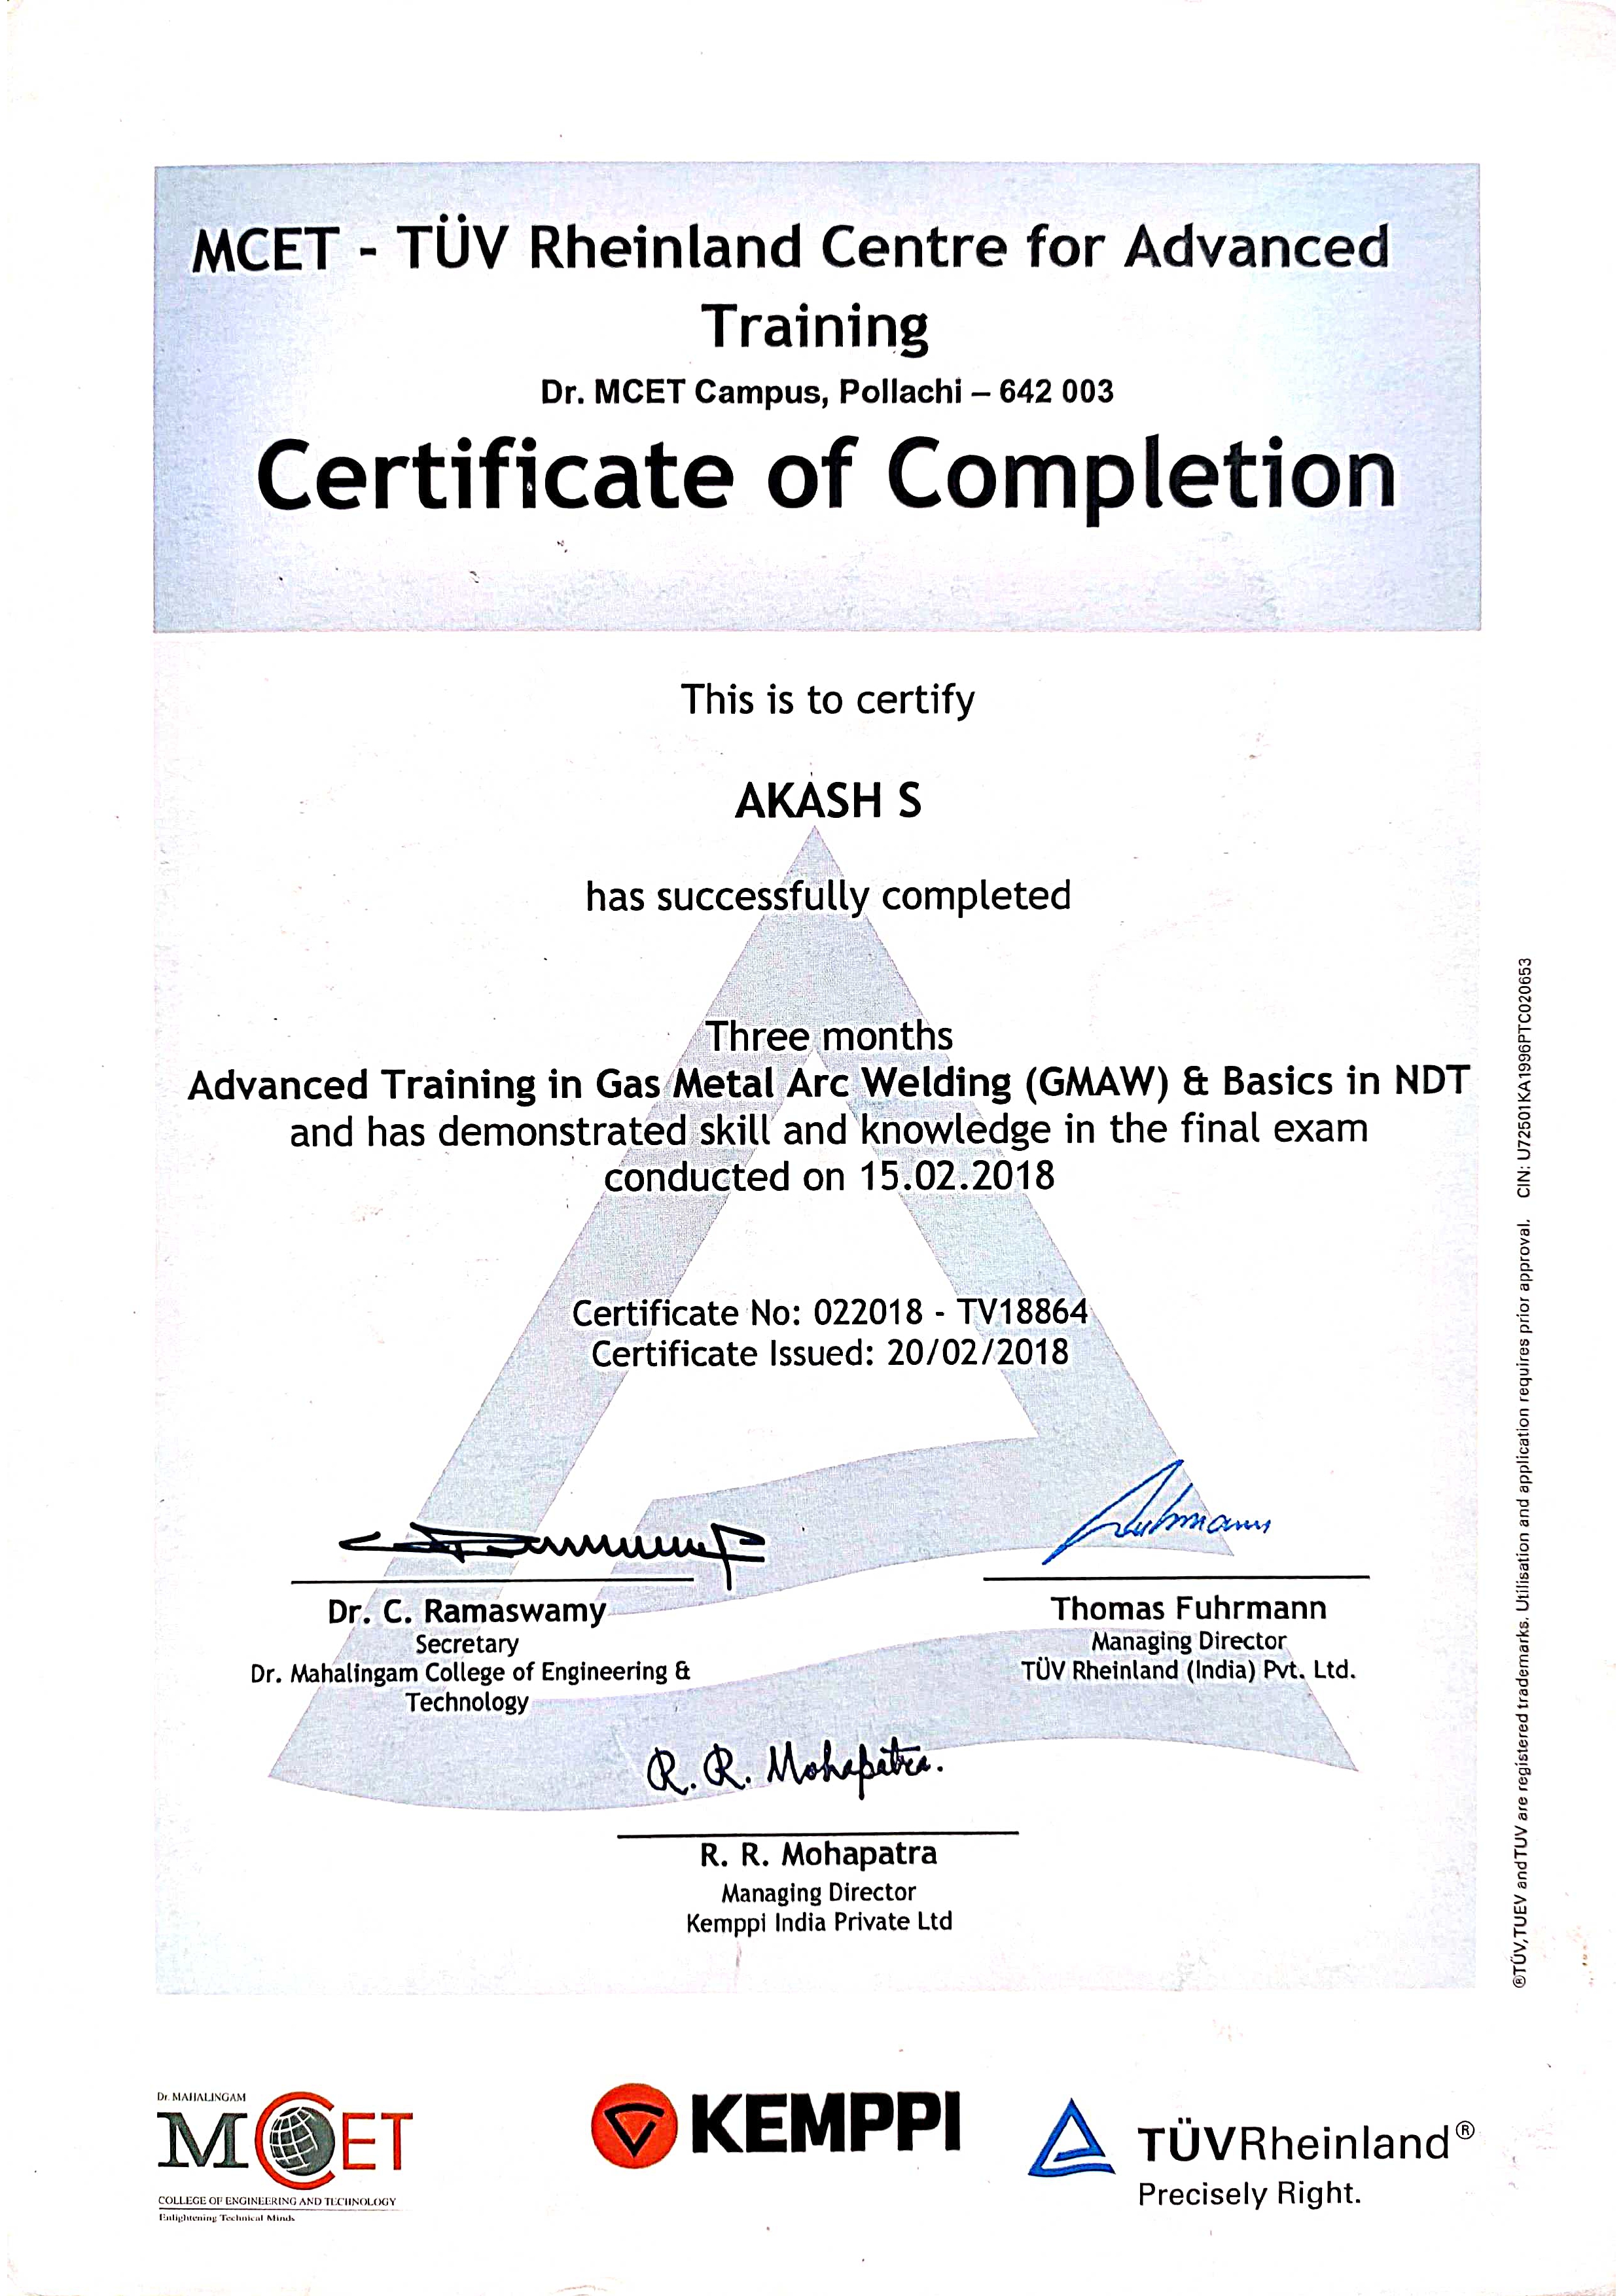 MCET - TÜV Rheinland Centre for Advanced
Training
Dr. MCET Campus, Pollachi – 642 003
Certificate of Completion
This is to certify
AKASH S
has successfully completed
Three months
Advanced Training in Gas Metal Arc Welding (GMAW) & Basics in NDT
and has demonstrated skill and knowledge in the final exam
conducted on 15.02.2018
Certificate No: 022018 - TV18864
Certificate Issued: 20/02/2018
Fuhrmann
Dr. C. Ramaswamy
Secretary
Dr. Mahalingam College of Engineering &
Technology
Thomas Fuhrmann
Managing Director
TÜV Rheinland (India) Pvt. Ltd.
R. R. Mohapatra.
R. R. Mohapatra
Managing Director
Kemppi India Private Ltd
®TÜV,TUEV and TUV are registered trademarks. Utilisation and application requires prior approval. CIN: U72501KA1996PTC020653
Dr. MAHALINGAM
MCET
COLLEGE OF ENGINEERING AND TECHNOLOGY
Enlightening Technical Minds
KEMPPI
TÜVRheinland®
Precisely Right.